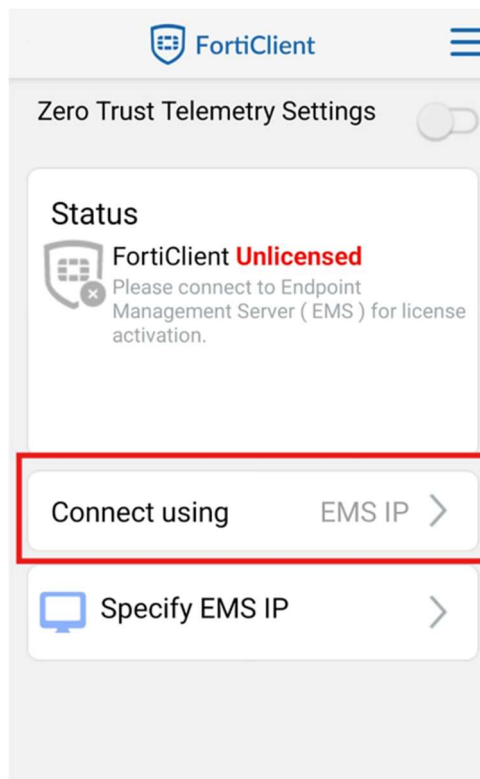 FortiClient
Zero Trust Telemetry Settings
Status
FortiClient Unlicensed
Please connect to Endpoint
Management Server ( EMS ) for license
activation.
Connect using EMS IP
Specify EMS IP